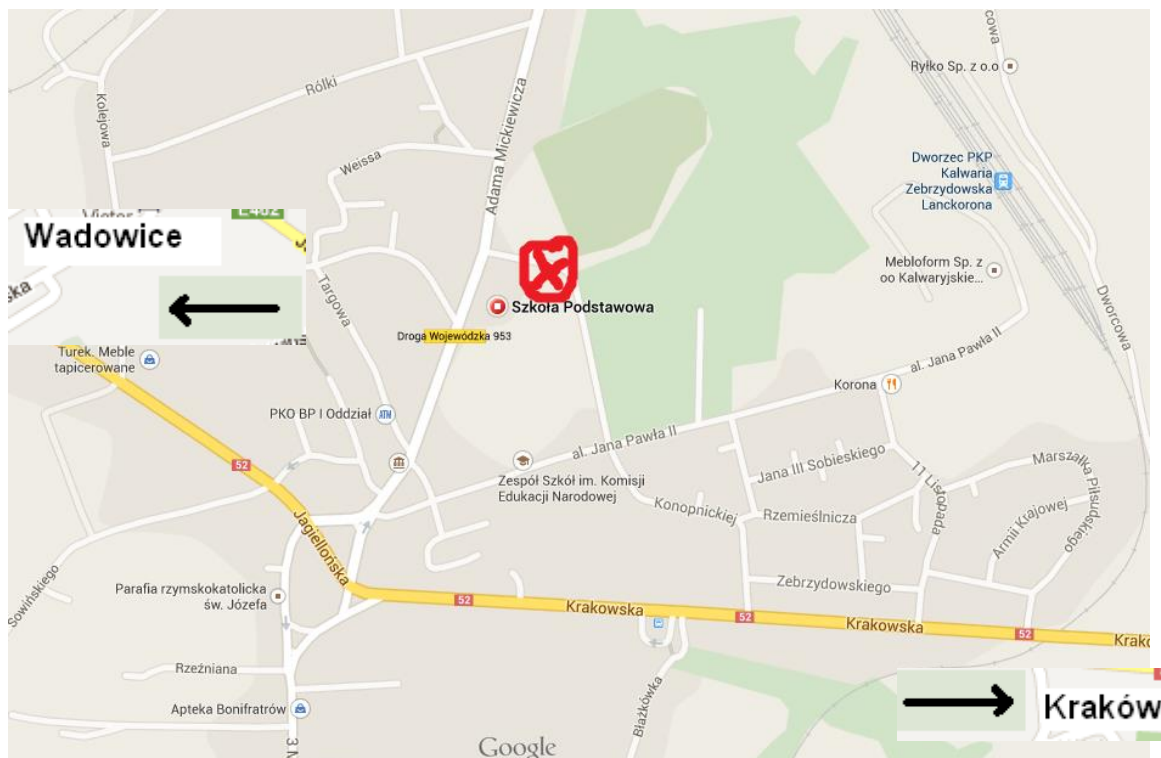 Rólki
Kolejowa
Weissa
Adama Mickiewicza
Ryłko Sp. z o.o
Dworzec PKP
Kalwaria
Zebrzydowska
Lanckorona
Wadowice
Targowa
Szkoła Podstawowa
Droga Wojewódzka 953
Mebloform Sp. z
oo Kalwaryjskie...
Dworcowa
Turek. Meble
tapicerowane
al. Jana Pawła II
Korona
PKO BP I Oddział
ATM
al. Jana Pawła II
52
Zespół Szkół im. Komisji
Edukacji Narodowej
Jana III Sobieskiego
11 Listopada
Marszałka Piłsudskiego
Konopnickiej
Rzemieślnicza
Armii Krajowej
Jagiellońska
Sowińskiego
Parafia rzymskokatolicka
św. Józefa
Zebrzydowskiego
52
Krakowska
52
Krakowska
52
Krako
Rzeźniana
Apteka Bonifratrów
Błażkówka
3 M
Kraków
Google